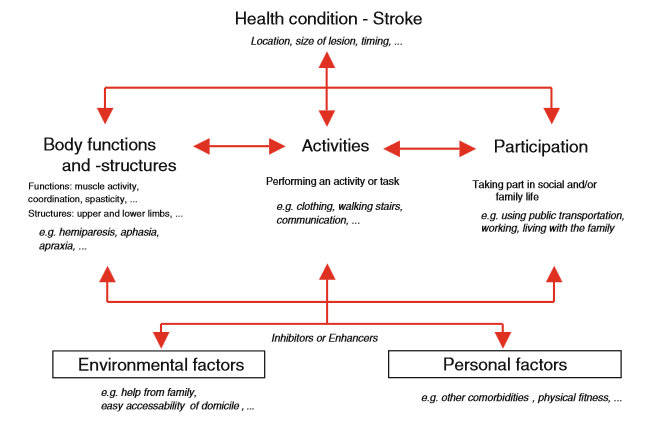 Health condition - Stroke
Location, size of lesion, timing, ...
Body functions
and -structures
Functions: muscle activity,
coordination, spasticity, ...
Structures: upper and lower limbs, ...
e.g. hemiparesis, aphasia,
apraxia, ...
Activities
Performing an activity or task
e.g. clothing, walking stairs,
communication, ...
Participation
Taking part in social and/or
family life
e.g. using public transportation,
working, living with the family
Inhibitors or Enhancers
Environmental factors
e.g. help from family,
easy accessability of domicile , ...
Personal factors
e.g. other comorbidities , physical fitness, ...